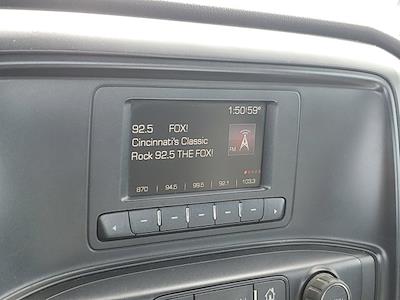 1:50:59°
92.5 FOX!
Cincinnati's Classic
Rock 92.5 THE FOX!
FM
870 94.5 99.5 92.1 103.3